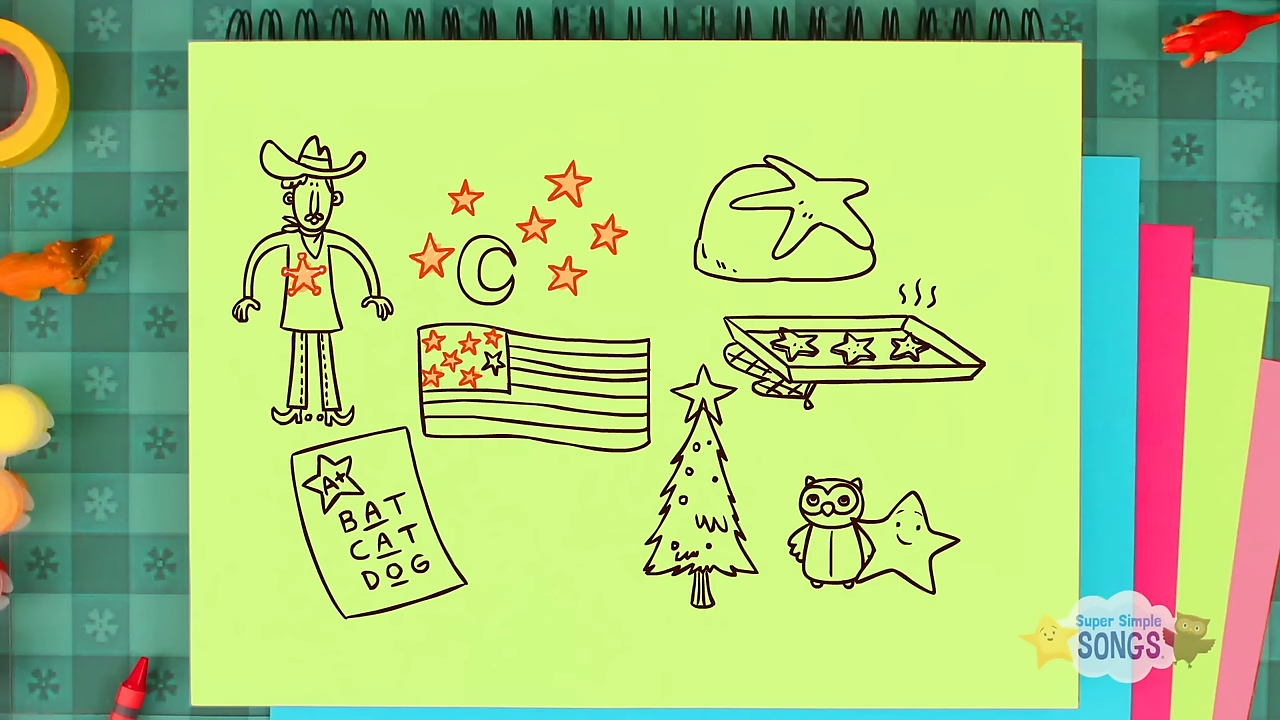 A+
BAT
CAT
DOG
Super Simple
SONGS